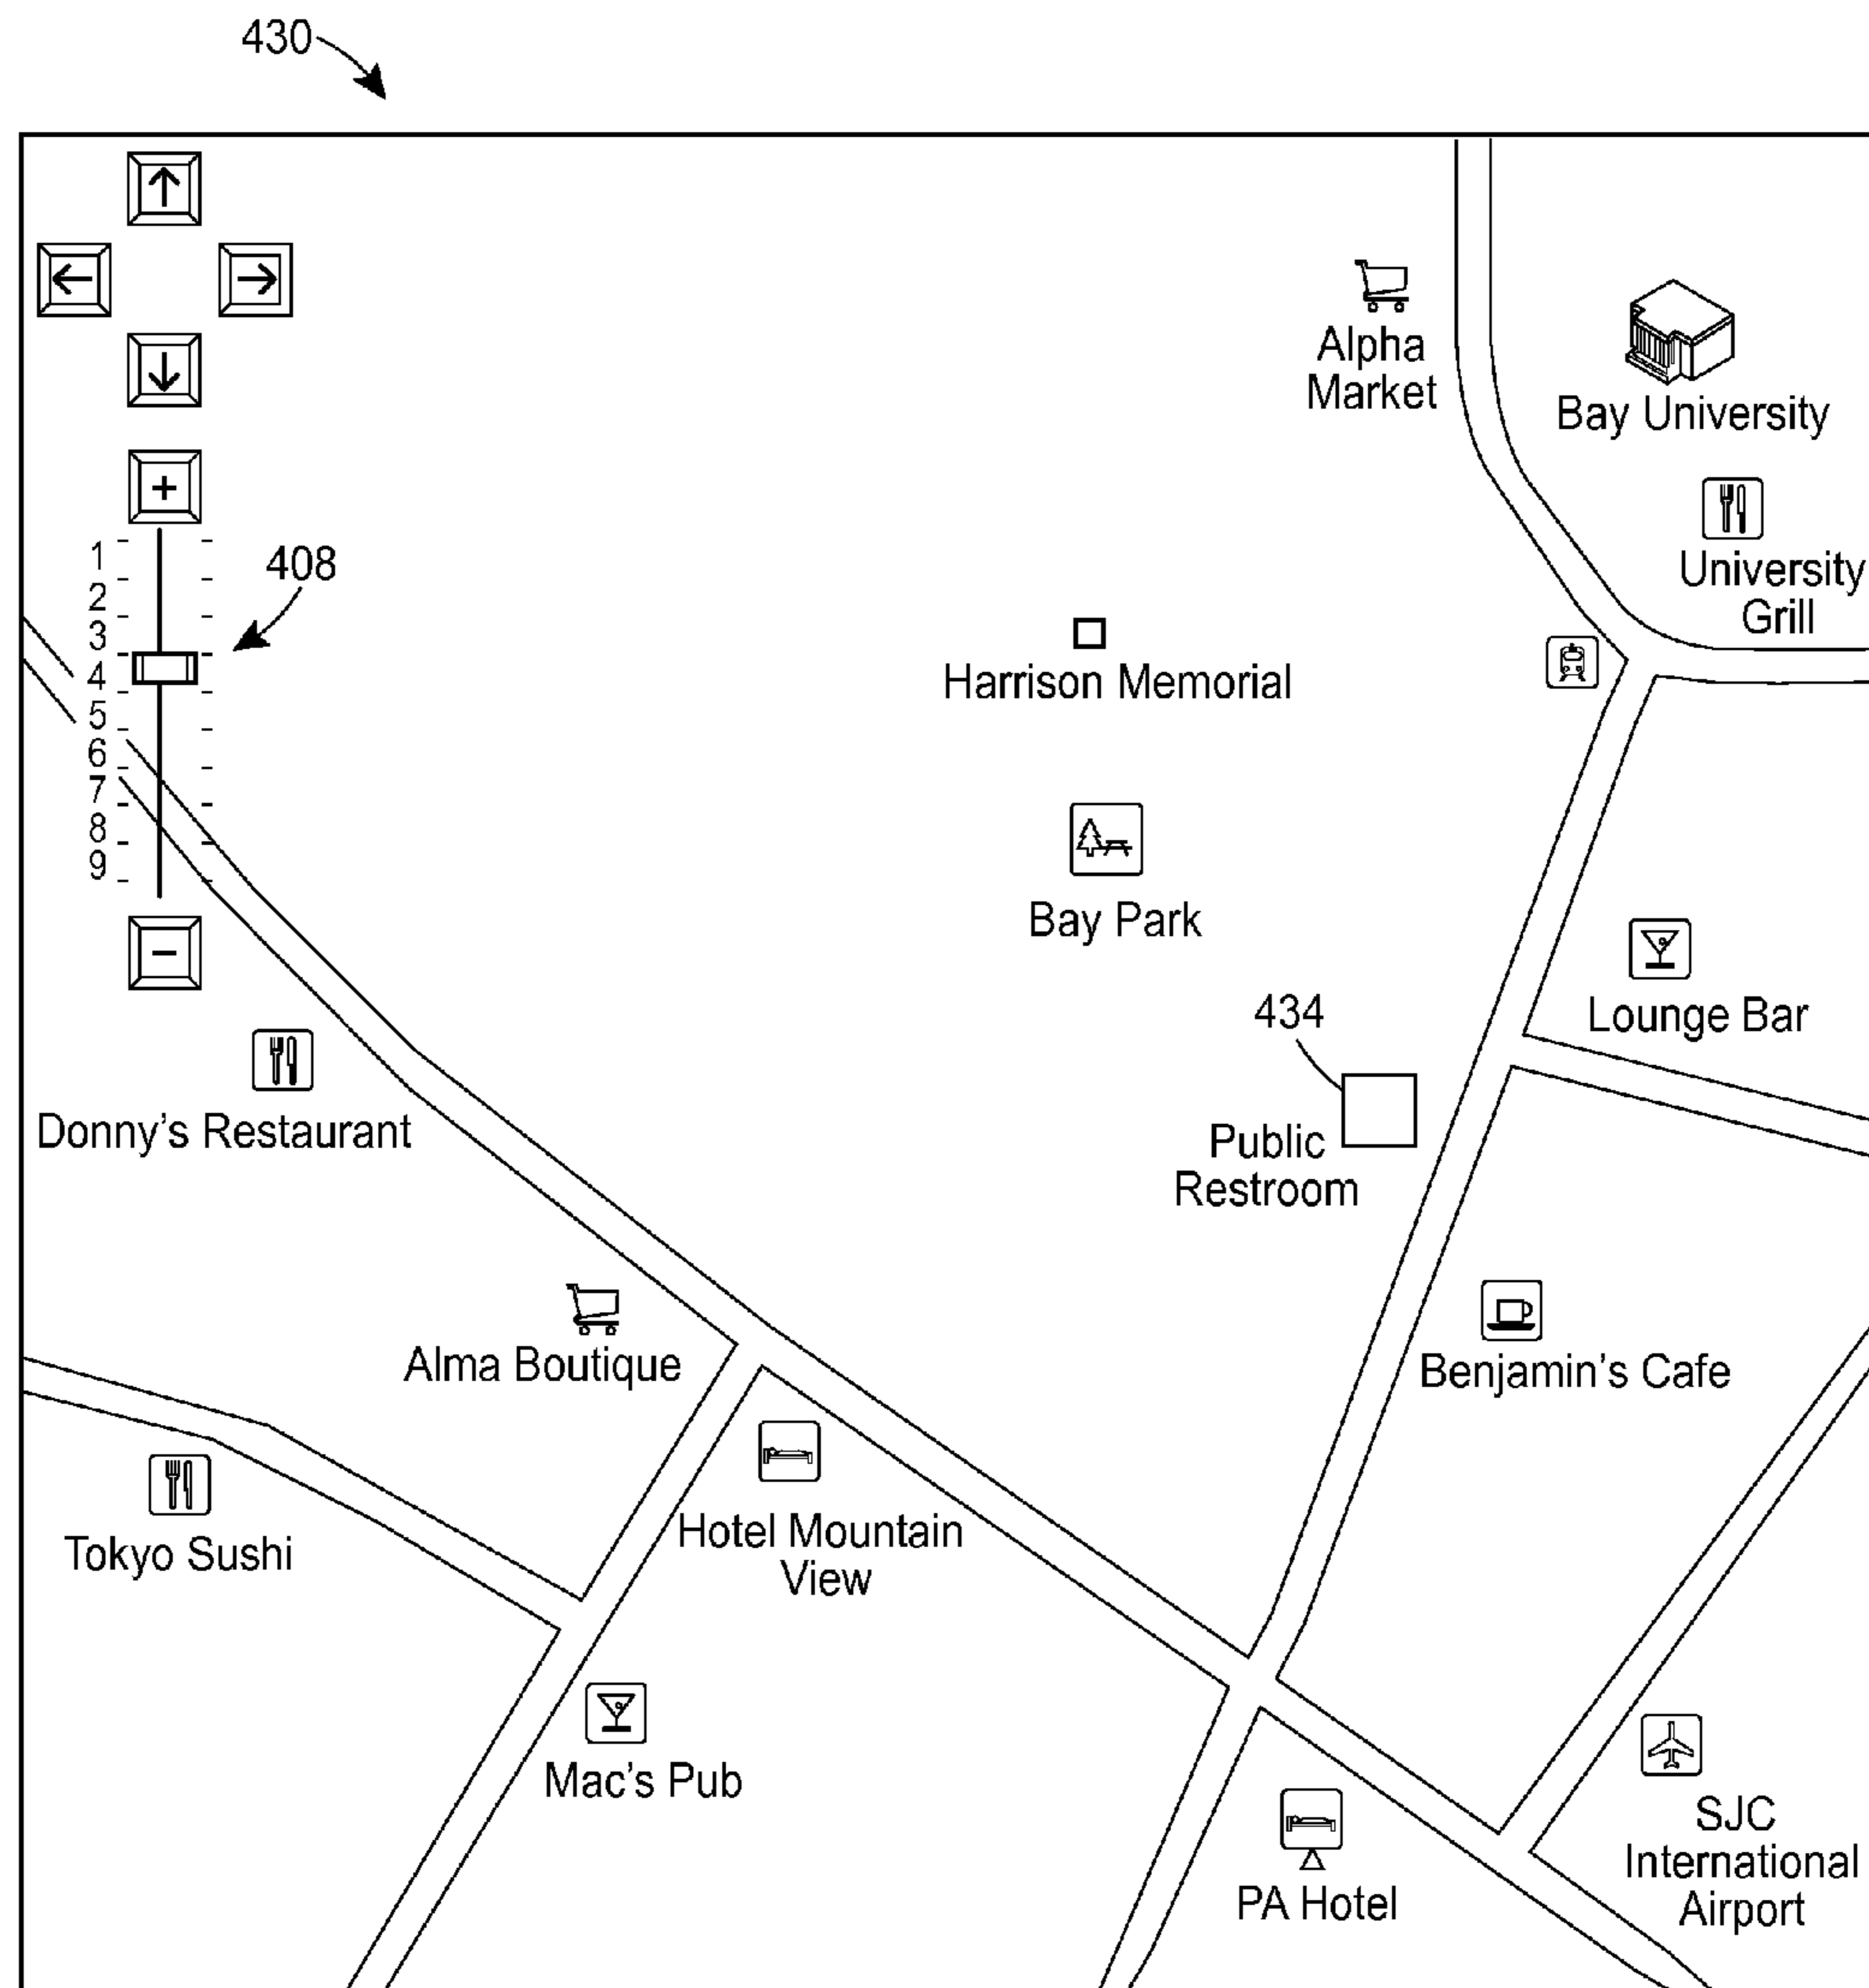 430
Alpha
Market
Bay University
1
2
3
4
5
6
7
8
9
408
University
Grill
Harrison Memorial
Bay Park
Lounge Bar
434
Public
Restroom
Donny's Restaurant
Alma Boutique
Benjamin's Cafe
Tokyo Sushi
Hotel Mountain
View
Mac's Pub
PA Hotel
SJC
International
Airport